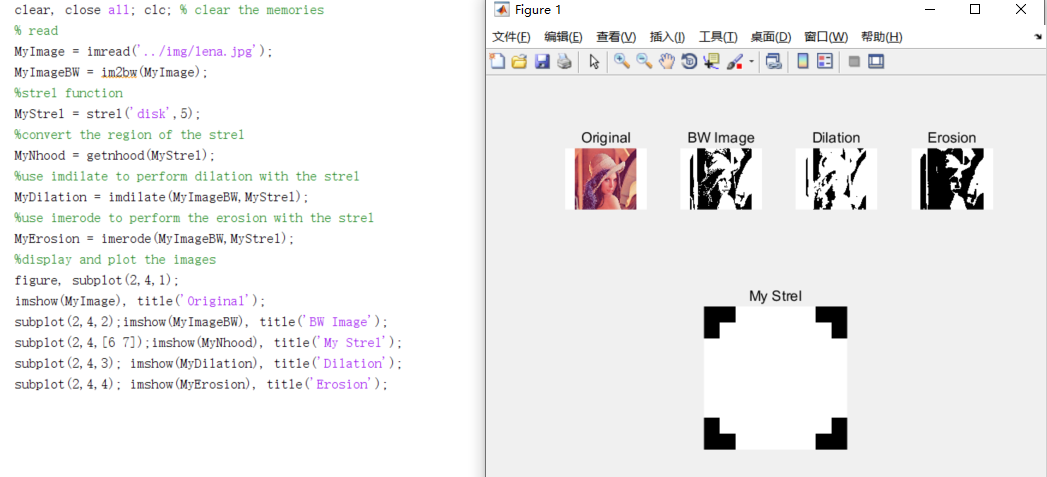 clear, close all; clc; % clear the memories
% read
MyImage = imread('../img/lena.jpg');
MyImageBW = im2bw(MyImage);
%strel function
MyStrel = strel('disk',5);
%convert the region of the strel
MyNhood = getnhood(MyStrel);
%use imdilate to perform dilation with the strel
MyDilation = imdilate(MyImageBW,MyStrel);
%use imerode to perform the erosion with the strel
MyErosion = imerode(MyImageBW,MyStrel);
%display and plot the images
figure, subplot(2,4,1);
imshow(MyImage), title('Original');
subplot(2,4,2);imshow(MyImageBW), title('BW Image');
subplot(2,4,[6 7]);imshow(MyNhood), title('My Strel');
subplot(2,4,3); imshow(MyDilation), title('Dilation');
subplot(2,4,4); imshow(MyErosion), title('Erosion');
Figure 1
文件(F) 编辑(E) 查看(V) 插入(I) 工具(T) 桌面(D) 窗口(W) 帮助(H)
Original BW Image Dilation Erosion
My Strel